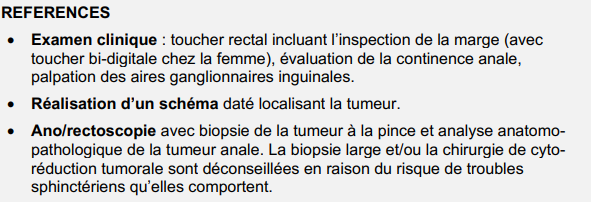 REFERENCES
• Examen clinique : toucher rectal incluant l’inspection de la marge (avec
toucher bi-digitale chez la femme), évaluation de la continence anale,
palpation des aires ganglionnaires inguinales.
• Réalisation d’un schéma daté localisant la tumeur.
• Ano/rectoscopie avec biopsie de la tumeur à la pince et analyse anatomo-
pathologique de la tumeur anale. La biopsie large et/ou la chirurgie de cyto-
réduction tumorale sont déconseillées en raison du risque de troubles
sphinctériens qu’elles comportent.